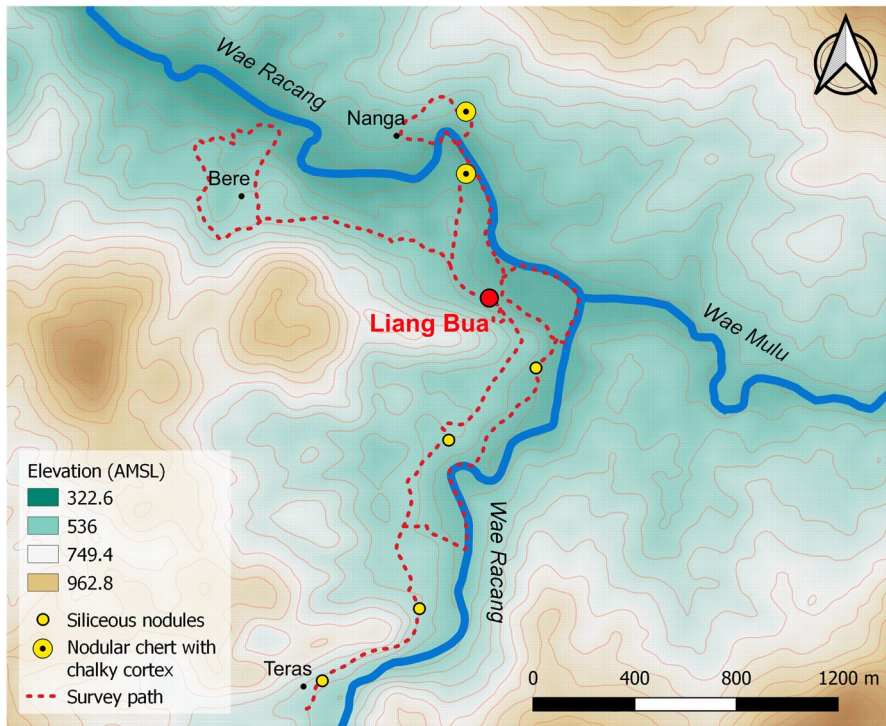 Wae Racang
Nanga
Bere
Liang Bua
Wae Mulu
Elevation (AMSL)
322.6
536
749.4
962.8
Siliceous nodules
Nodular chert with
chalky cortex
Survey path
Wae Racang
Teras
0 400 800 1200 m